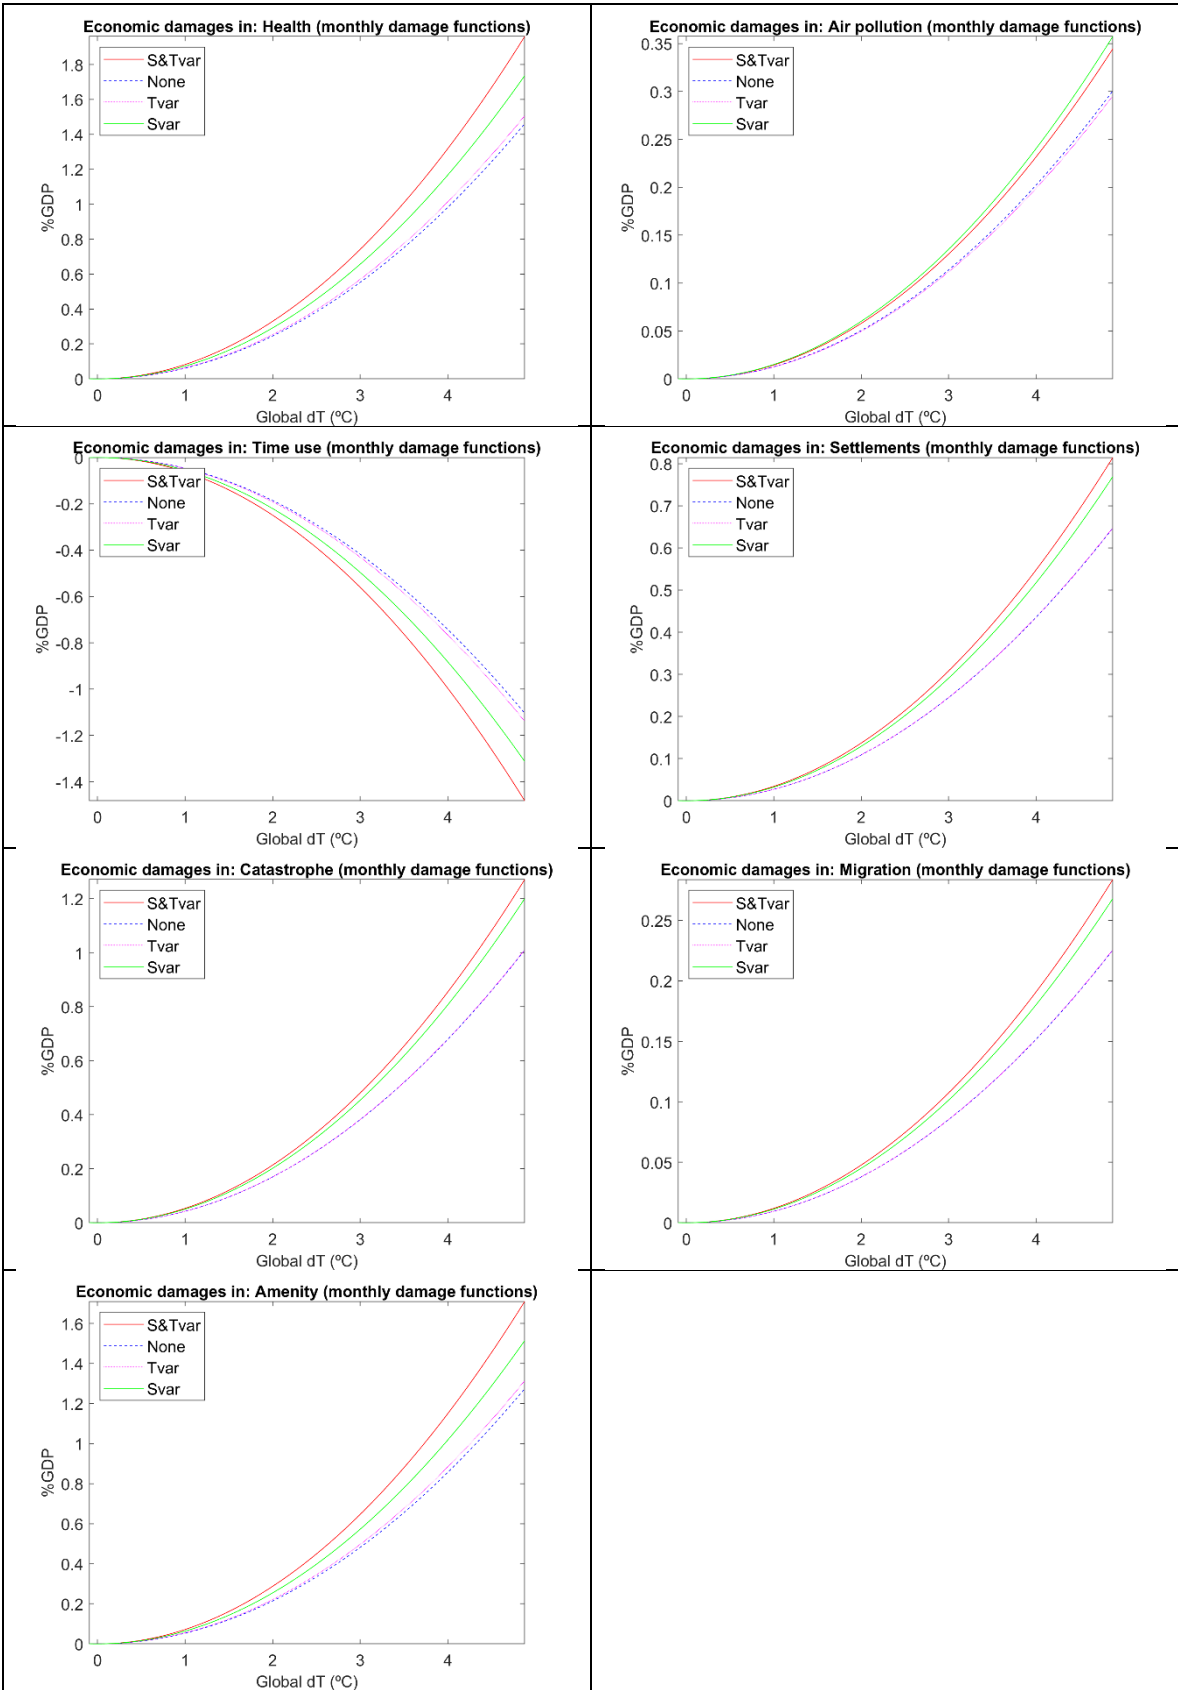 Economic damages in: Health (monthly damage functions)
S&Tvar
None
Tvar
Svar
1.8
1.6
1.4
1.2
1
0.8
0.6
0.4
0.2
0
%GDP
0 1 2 3 4
Global dT (ºC)
Economic damages in: Air pollution (monthly damage functions)
S&Tvar
None
Tvar
Svar
0.35
0.3
0.25
0.2
0.15
0.1
0.05
0
%GDP
0 1 2 3 4
Global dT (ºC)
Economic damages in: Time use (monthly damage functions)
S&Tvar
None
Tvar
Svar
0
-0.2
-0.4
-0.6
-0.8
-1
-1.2
-1.4
%GDP
0 1 2 3 4
Global dT (ºC)
Economic damages in: Settlements (monthly damage functions)
S&Tvar
None
Tvar
Svar
0.8
0.7
0.6
0.5
0.4
0.3
0.2
0.1
0
%GDP
0 1 2 3 4
Global dT (ºC)
Economic damages in: Catastrophe (monthly damage functions)
S&Tvar
None
Tvar
Svar
1.2
1
0.8
0.6
0.4
0.2
0
%GDP
0 1 2 3 4
Global dT (ºC)
Economic damages in: Migration (monthly damage functions)
S&Tvar
None
Tvar
Svar
0.25
0.2
0.15
0.1
0.05
0
%GDP
0 1 2 3 4
Global dT (ºC)
Economic damages in: Amenity (monthly damage functions)
S&Tvar
None
Tvar
Svar
1.6
1.4
1.2
1
0.8
0.6
0.4
0.2
0
%GDP
0 1 2 3 4
Global dT (ºC)